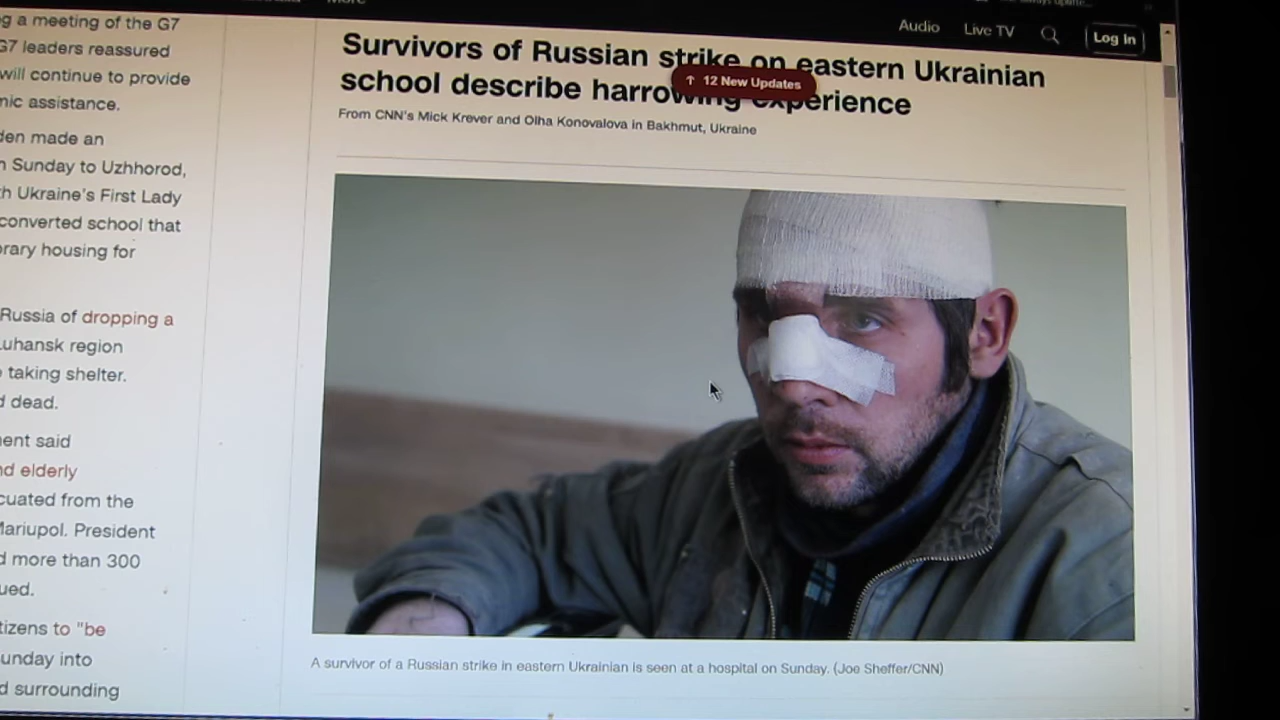 More
Audio
Live TV
Log In
g a meeting of the G7
G7 leaders reassured
will continue to provide
mic assistance.
den made an
n Sunday to Uzhhorod,
th Ukraine's First Lady
converted school that
orary housing for
Russia of dropping a
Luhansk region
taking shelter.
d dead.
ent said
nd elderly
cuated from the
Mariupol. President
d more than 300
ued.
tizens to "be
unday into
d surrounding
Survivors of Russian strike on eastern Ukrainian
↑ 12 New Updates
school describe harrowing experience
From CNN's Mick Krever and Olha Konovalova in Bakhmut, Ukraine
A survivor of a Russian strike in eastern Ukrainian is seen at a hospital on Sunday. (Joe Sheffer/CNN)